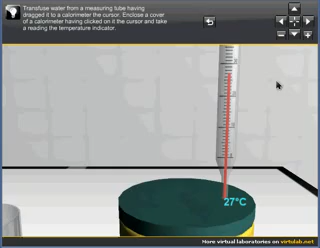 Transfuse water from a measuring tube having
dragged it to a calorimeter the cursor. Enclose a cover
of a calorimeter having clicked on it the cursor and take
a reading the temperature indicator.
27°C
More virtual laboratories on virtulab.net